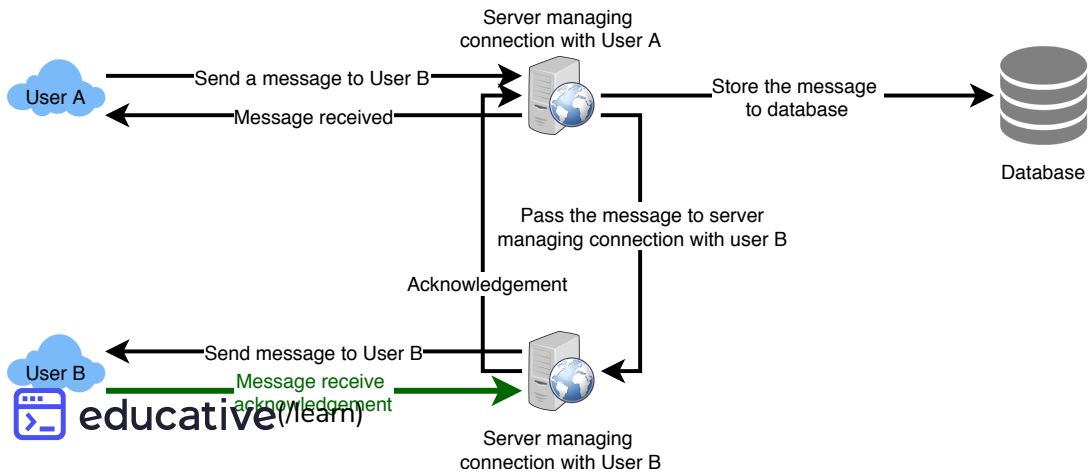 Server managing
connection with User A
Send a message to User B
User A
Message received
Store the message
to database
Database
Pass the message to server
managing connection with user B
Acknowledgement
Send message to User B
User B
Message receive
acknowledgement
educative(/learn)
Server managing
connection with User B